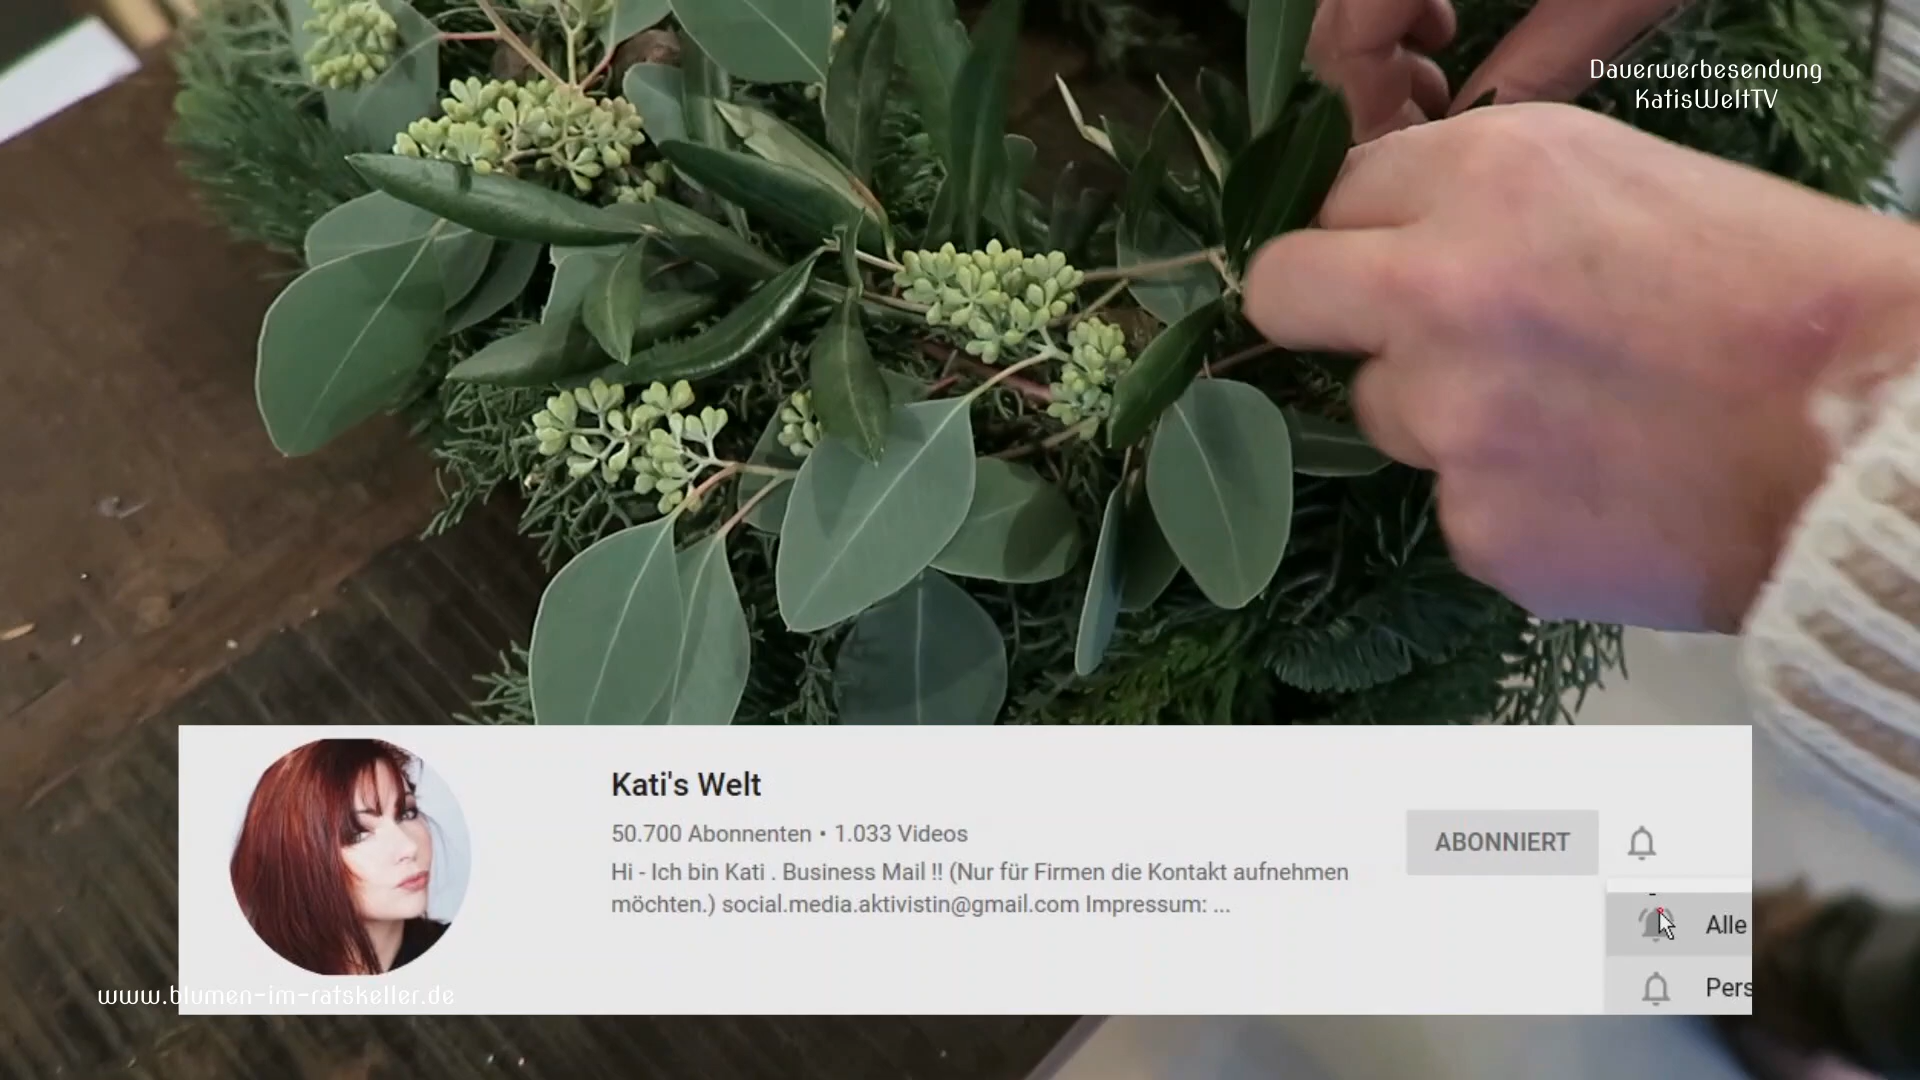 Dauerwerbesendung
KatisWeltTV
Kati's Welt
50.700 Abonnenten • 1.033 Videos
ABONNIERT
Hi - Ich bin Kati . Business Mail !! (Nur für Firmen die Kontakt aufnehmen
möchten.) social.media.aktivistin@gmail.com Impressum: ...
Alle
Pers
www.blumen-im-ratskeller.de